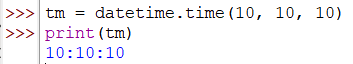 >>> tm = datetime.time(10, 10, 10)
>>> print(tm)
10:10:10